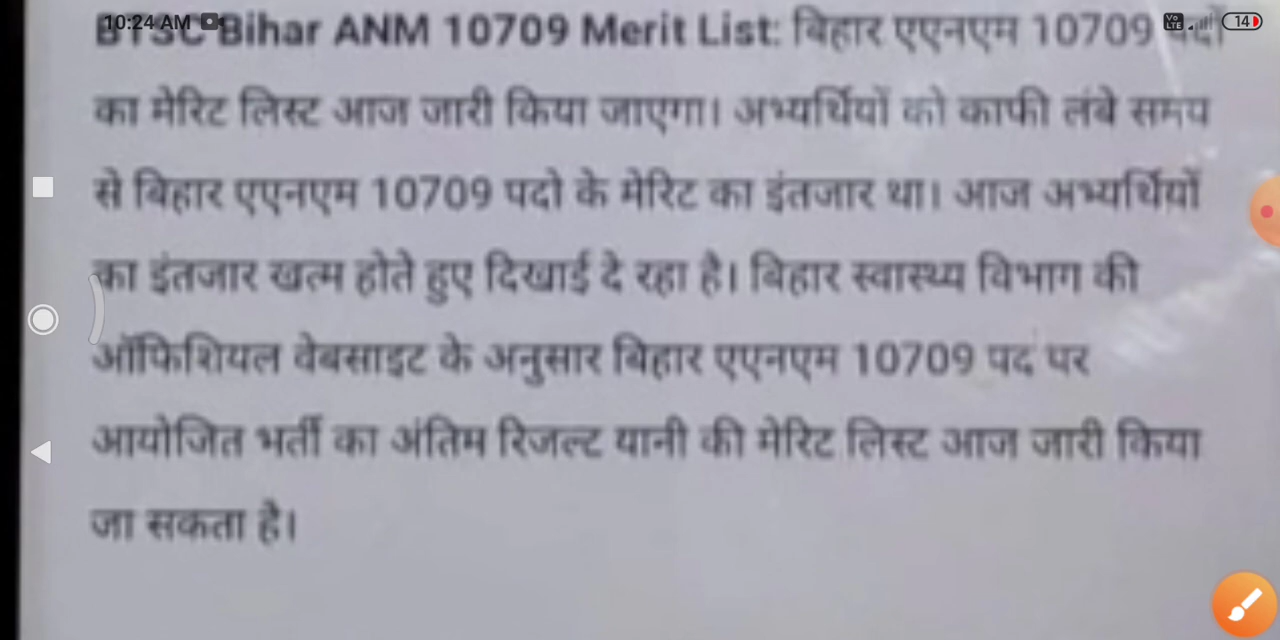 10:24 AM
Vo LTE 14
BTSC Bihar ANM 10709 Merit List: बिहार एएनएम 10709 पदों
का मेरिट लिस्ट आज जारी किया जाएगा। अभ्यर्थियों को काफी लंबे समय
से बिहार एएनएम 10709 पदो के मेरिट का इंतजार था। आज अभ्यर्थियों
का इंतजार खत्म होते हुए दिखाई दे रहा है। बिहार स्वास्थ्य विभाग की
ऑफिशियल वेबसाइट के अनुसार बिहार एएनएम 10709 पद पर
आयोजित भर्ती का अंतिम रिजल्ट यानी की मेरिट लिस्ट आज जारी किया
जा सकता है।